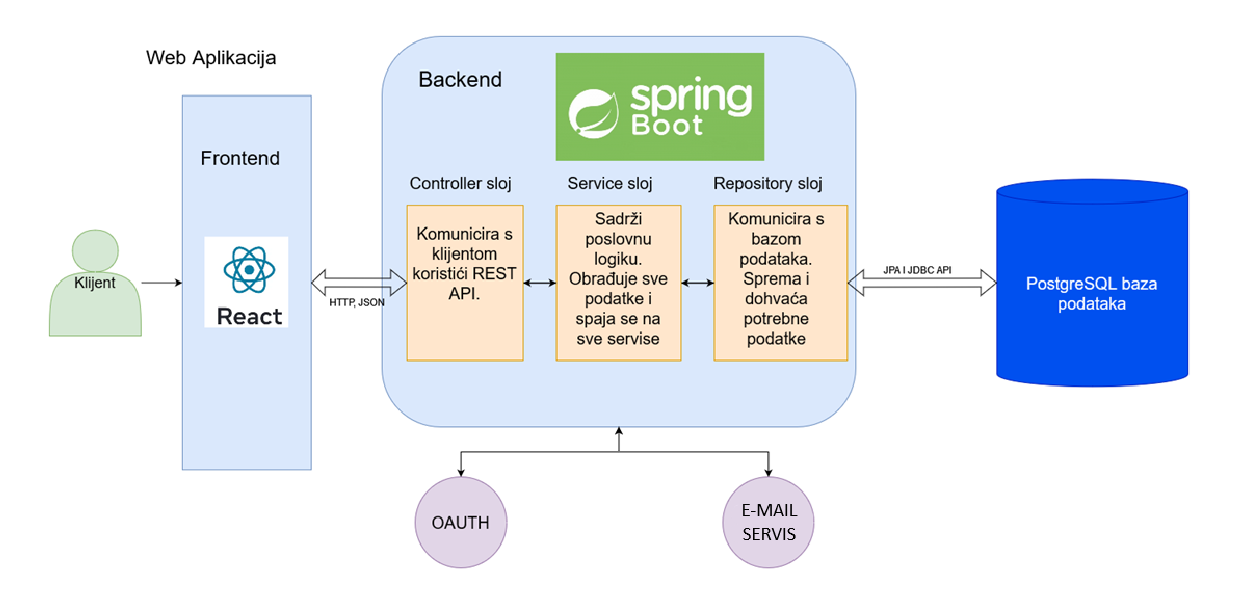 Web Aplikacija
Klijent
Frontend
React
HTTP, JSON
Backend
spring
Boot
Controller sloj
Komunicira s
klijentom
koristići REST
API.
Service sloj
Sadrži
poslovnu
logiku.
Obrađuje sve
podatke i
spaja se na
sve servise
Repository sloj
Komunicira s
bazom
podataka.
Sprema i
dohvaća
potrebne
podatke
JPA I JDBC API
PostgreSQL baza
podataka
OAUTH
E-MAIL
SERVIS